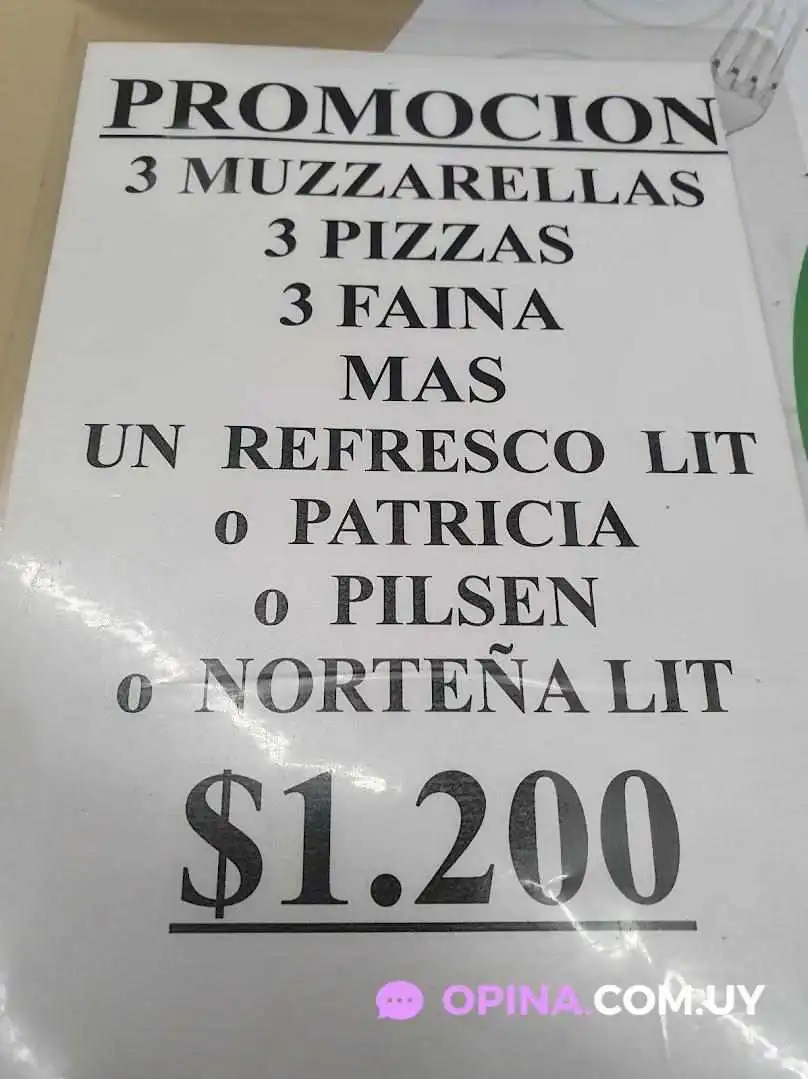 PROMOCION
3 MUZZARELLAS
3 PIZZAS
3 FAINA
MAS
UN REFRESCO LIT
o PATRICIA
o PILSEN
o NORTEÑA LIT
$1.200
OPINA.COM.UY